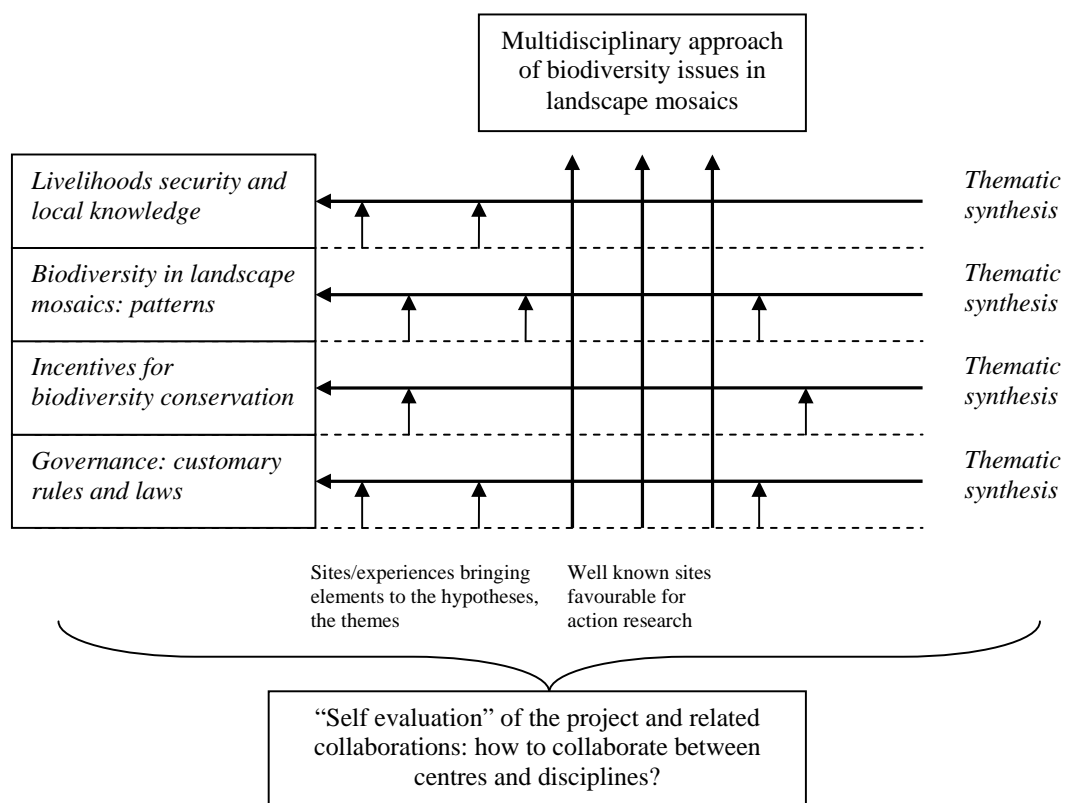 Multidisciplinary approach
of biodiversity issues in
landscape mosaics
Livelihoods security and
local knowledge
Thematic
synthesis
Biodiversity in landscape
mosaics: patterns
Thematic
synthesis
Incentives for
biodiversity conservation
Thematic
synthesis
Governance: customary
rules and laws
Thematic
synthesis
Sites/experiences bringing
elements to the hypotheses,
the themes
Well known sites
favourable for
action research
“Self evaluation” of the project and related
collaborations: how to collaborate between
centres and disciplines?